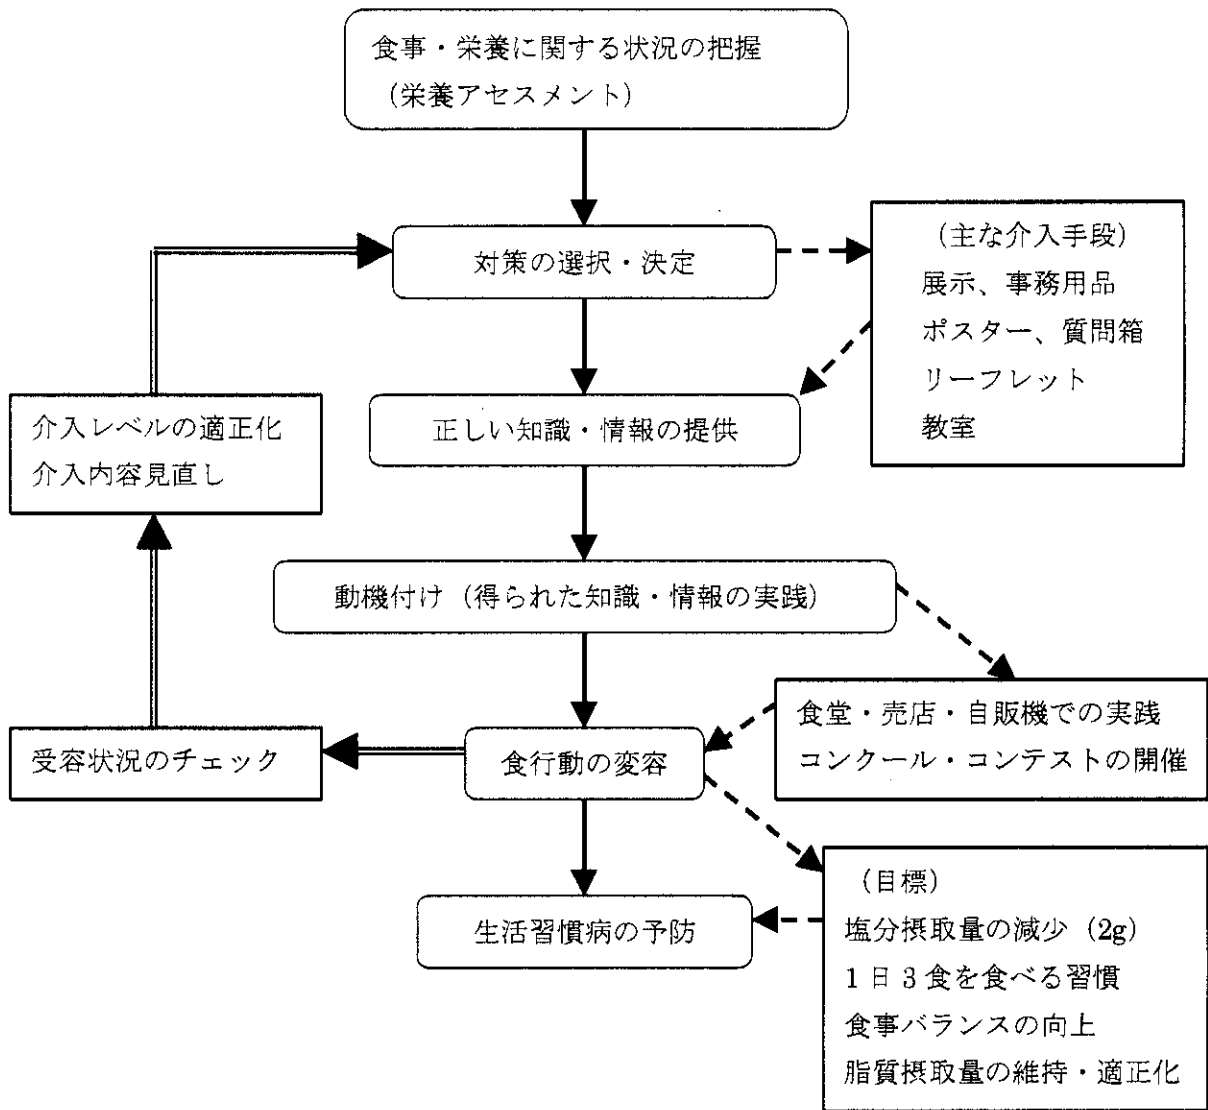 食事・栄養に関する状況の把握
（栄養アセスメント）
対策の選択・決定
（主な介入手段）
展示、事務用品
ポスター、質問箱
リーフレット
教室
正しい知識・情報の提供
介入レベルの適正化
介入内容見直し
動機付け（得られた知識・情報の実践）
食堂・売店・自販機での実践
コンクール・コンテストの開催
受容状況のチェック
食行動の変容
（目標）
塩分摂取量の減少（2g）
1日3食を食べる習慣
食事バランスの向上
脂質摂取量の維持・適正化
生活習慣病の予防